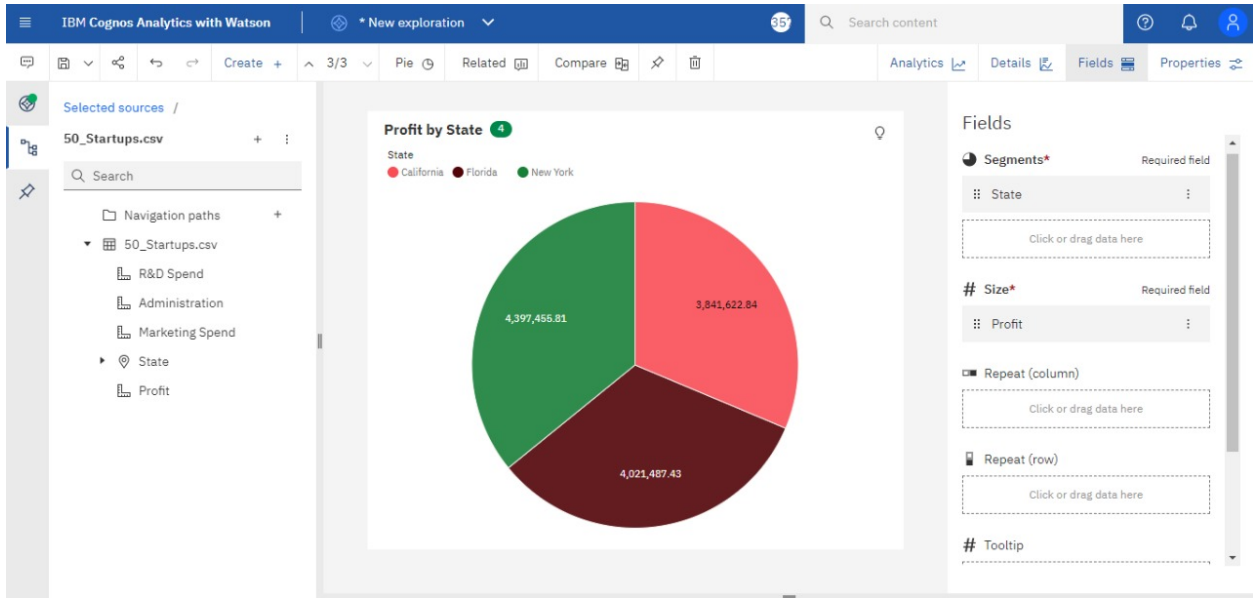 IBM Cognos Analytics with Watson
* New exploration
357
Search content
Create +
3/3
Pie
Related
Compare
Analytics
Details
Fields
Properties
Selected sources /
50_Startups.csv
Search
Navigation paths
50_Startups.csv
R&D Spend
Administration
Marketing Spend
State
Profit
Profit by State 4
State
California Florida New York
4,397,455.81
3,841,622.84
4,021,487.43
Fields
Segments* Required field
State
Click or drag data here
# Size* Required field
Profit
Repeat (column)
Click or drag data here
Repeat (row)
Click or drag data here
# Tooltip